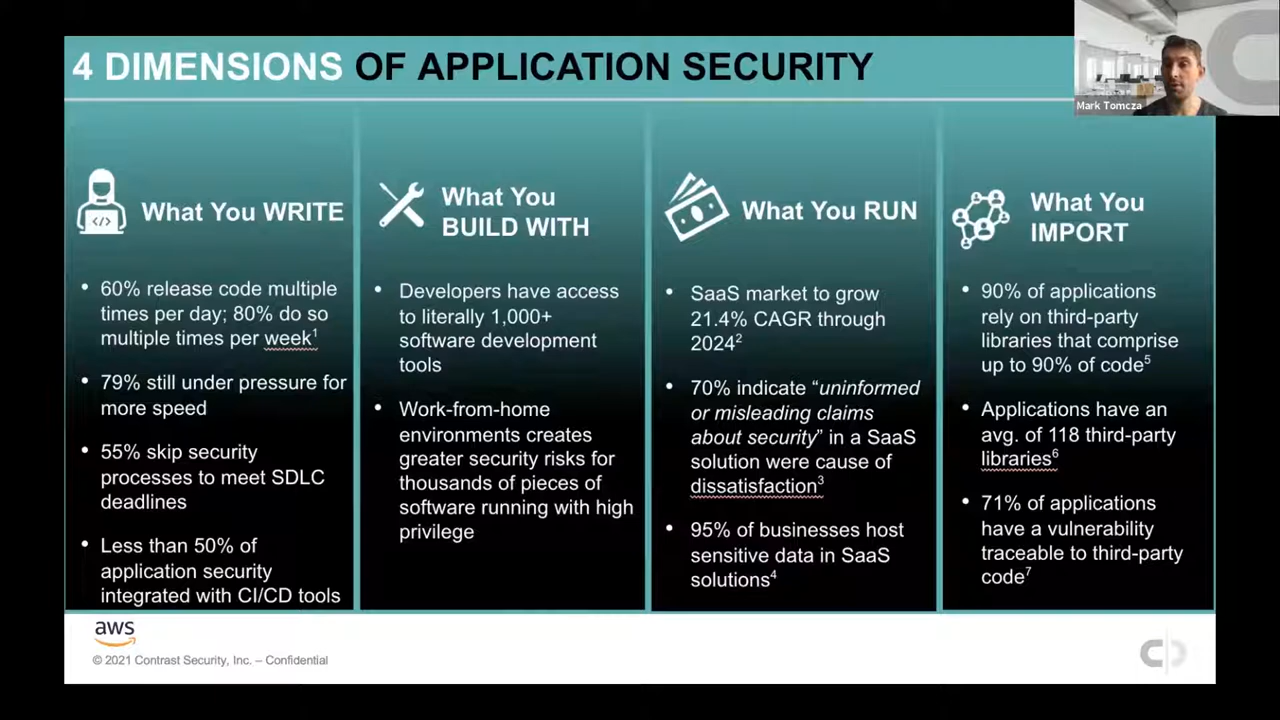 4 DIMENSIONS OF APPLICATION SECURITY
Mark Tomcza
What You WRITE
• 60% release code multiple
times per day; 80% do so
multiple times per week1
• 79% still under pressure for
more speed
• 55% skip security
processes to meet SDLC
deadlines
• Less than 50% of
application security
integrated with CI/CD tools
What You
BUILD WITH
• Developers have access
to literally 1,000+
software development
tools
• Work-from-home
environments creates
greater security risks for
thousands of pieces of
software running with high
privilege
What You RUN
• SaaS market to grow
21.4% CAGR through
20242
• 70% indicate “uninformed
or misleading claims
about security” in a SaaS
solution were cause of
dissatisfaction3
• 95% of businesses host
sensitive data in SaaS
solutions4
What You
IMPORT
• 90% of applications
rely on third-party
libraries that comprise
up to 90% of code5
• Applications have an
avg. of 118 third-party
libraries6
• 71% of applications
have a vulnerability
traceable to third-party
code7
aws
© 2021 Contrast Security, Inc. – Confidential